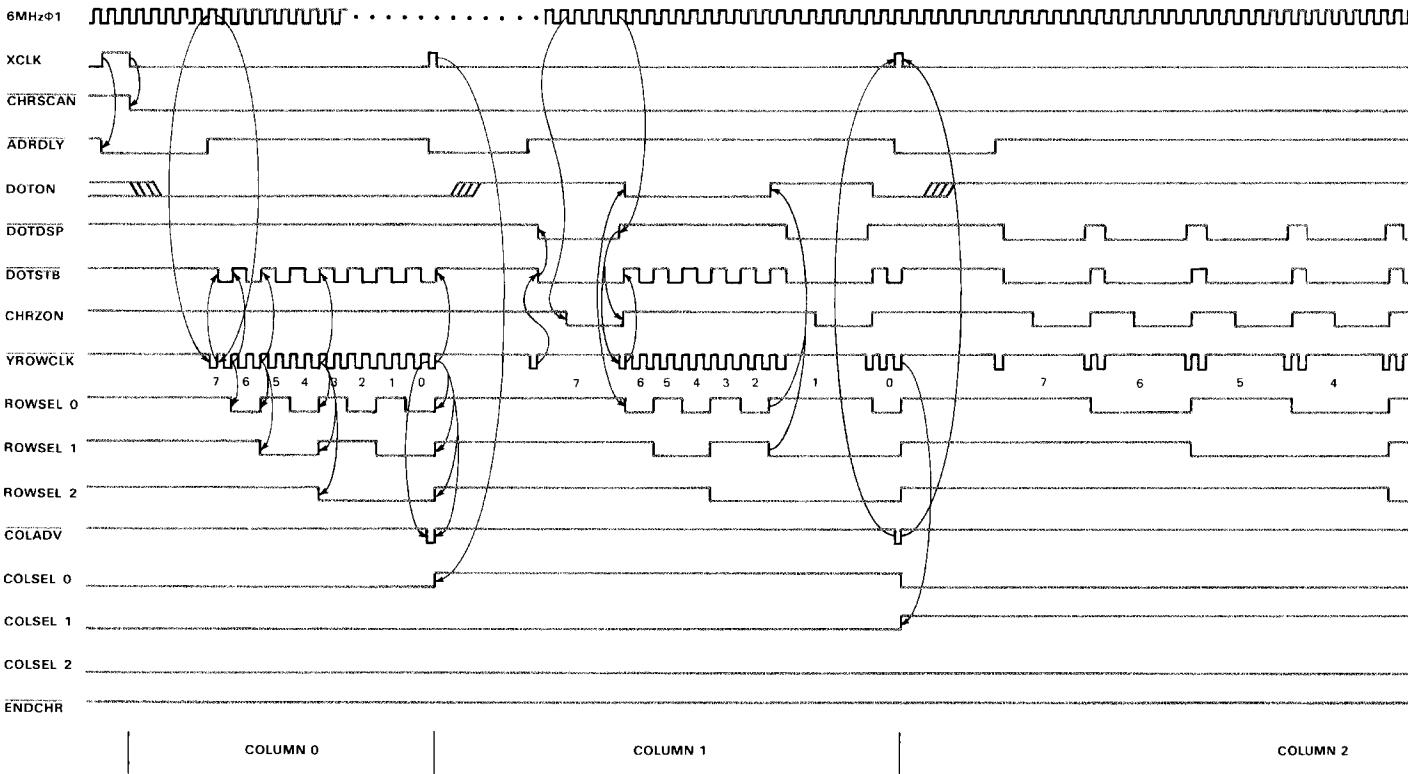 6MHzΦ1
XCLK
CHRSCAN
ADRDLY
DOTON
DOTDSP
DOTSTB
CHRZON
YROWCLK
7 6 5 4 3 2 1 0 7 6 5 4 3 2 1 0 7 6 5 4
ROWSEL 0
ROWSEL 1
ROWSEL 2
COLADV
COLSEL 0
COLSEL 1
COLSEL 2
ENDCHR
COLUMN 0 COLUMN 1 COLUMN 2